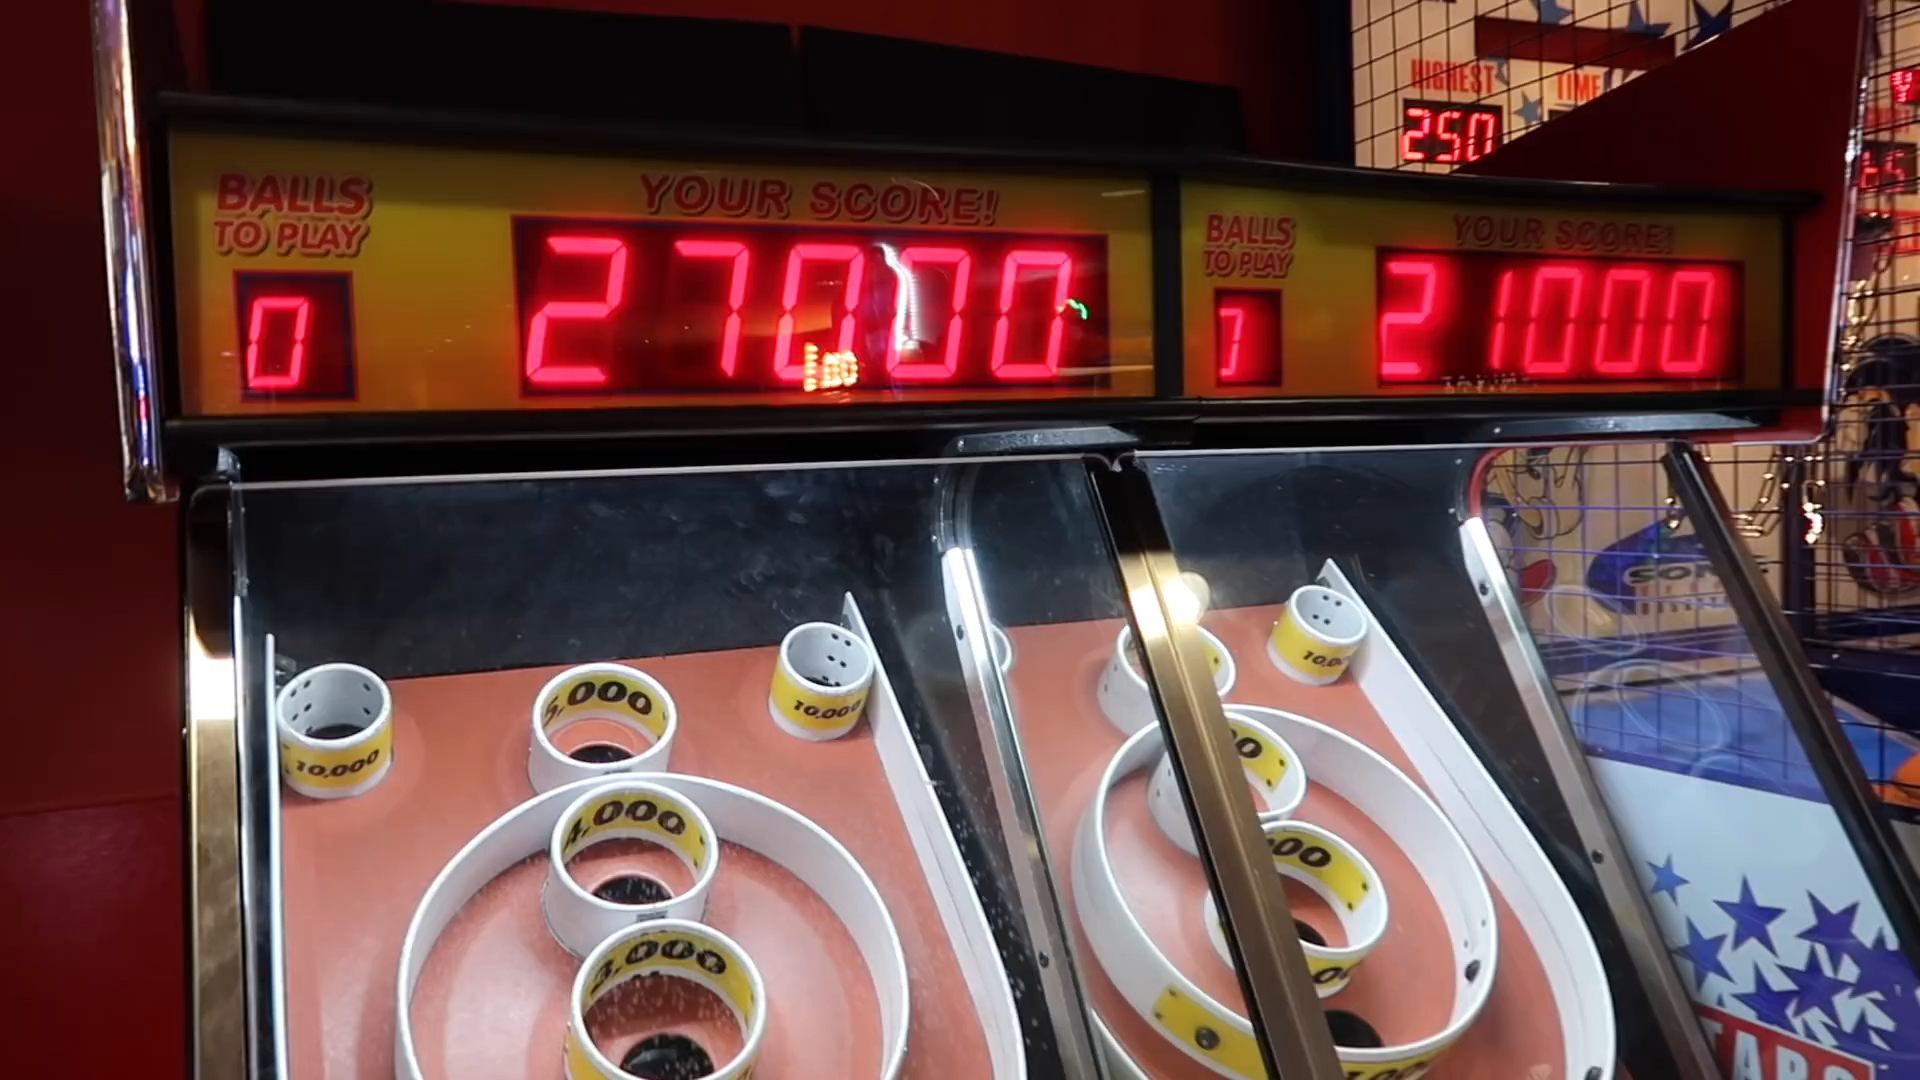 HIGHEST
TIME
250
BALLS
TO PLAY
0
YOUR SCORE!
27000
BALLS
TO PLAY
7
YOUR SCORE!
21000
10,000
5,000
10,000
4,000
3,000